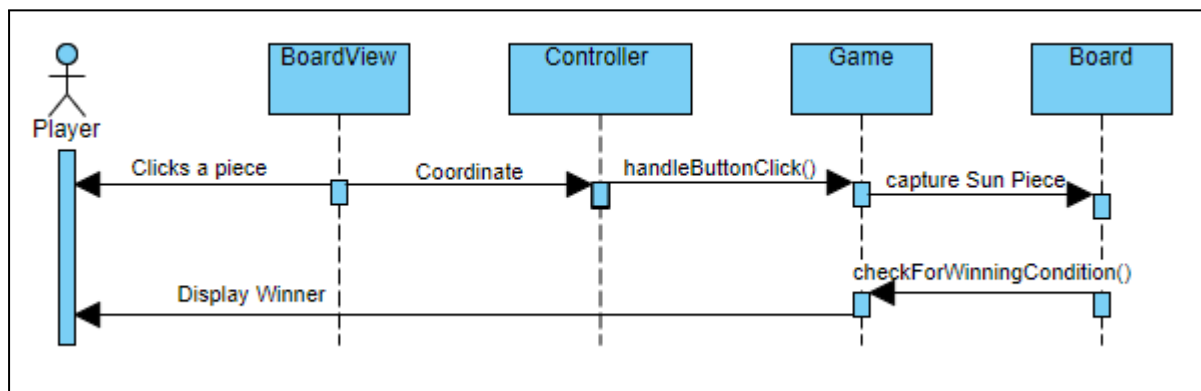 BoardView
Controller
Game
Board
Player
Clicks a piece
Coordinate
handleButtonClick()
capture Sun Piece
checkForWinningCondition()
Display Winner